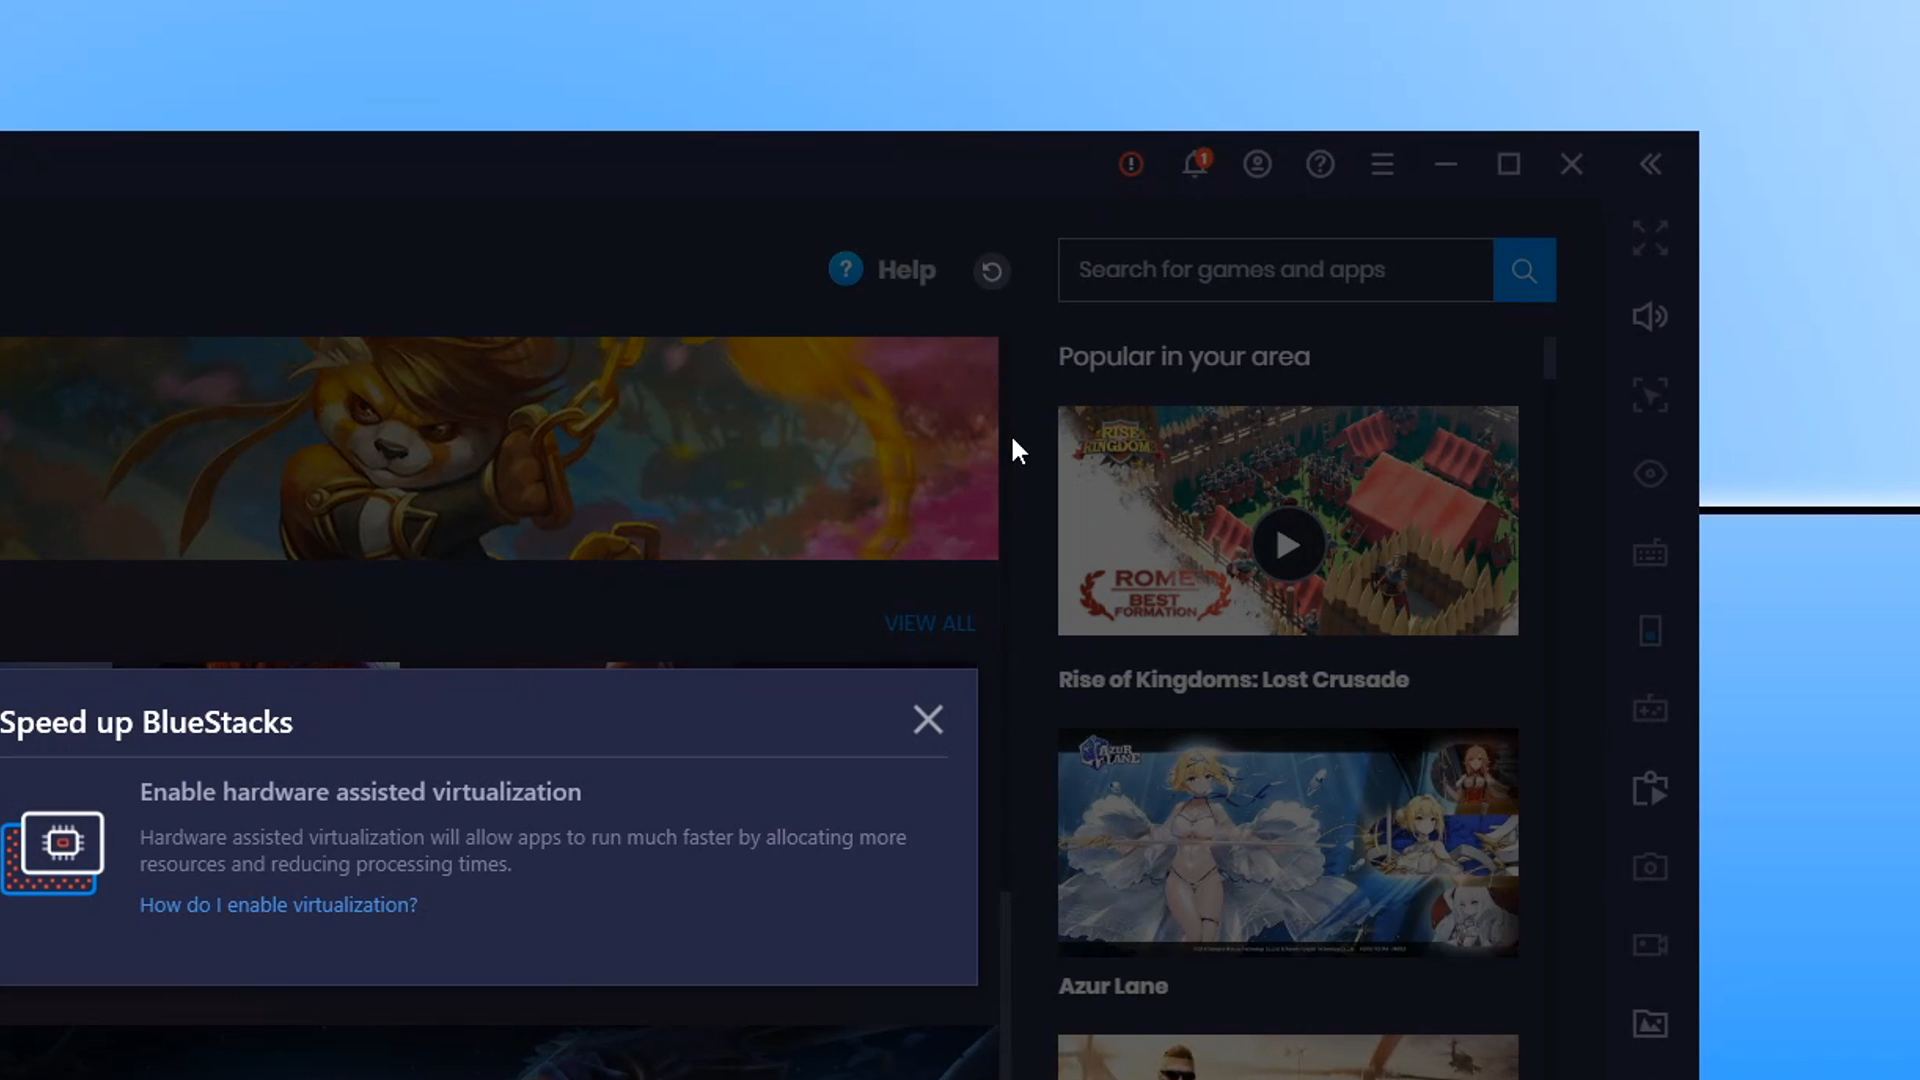 1
? Help
Search for games and apps
Popular in your area
RISE
KINGDOM
ROME
BEST
FORMATION
VIEW ALL
Rise of Kingdoms: Lost Crusade
Speed up BlueStacks
Enable hardware assisted virtualization
Hardware assisted virtualization will allow apps to run much faster by allocating more
resources and reducing processing times.
How do I enable virtualization?
AZUR
LANE
Azur Lane